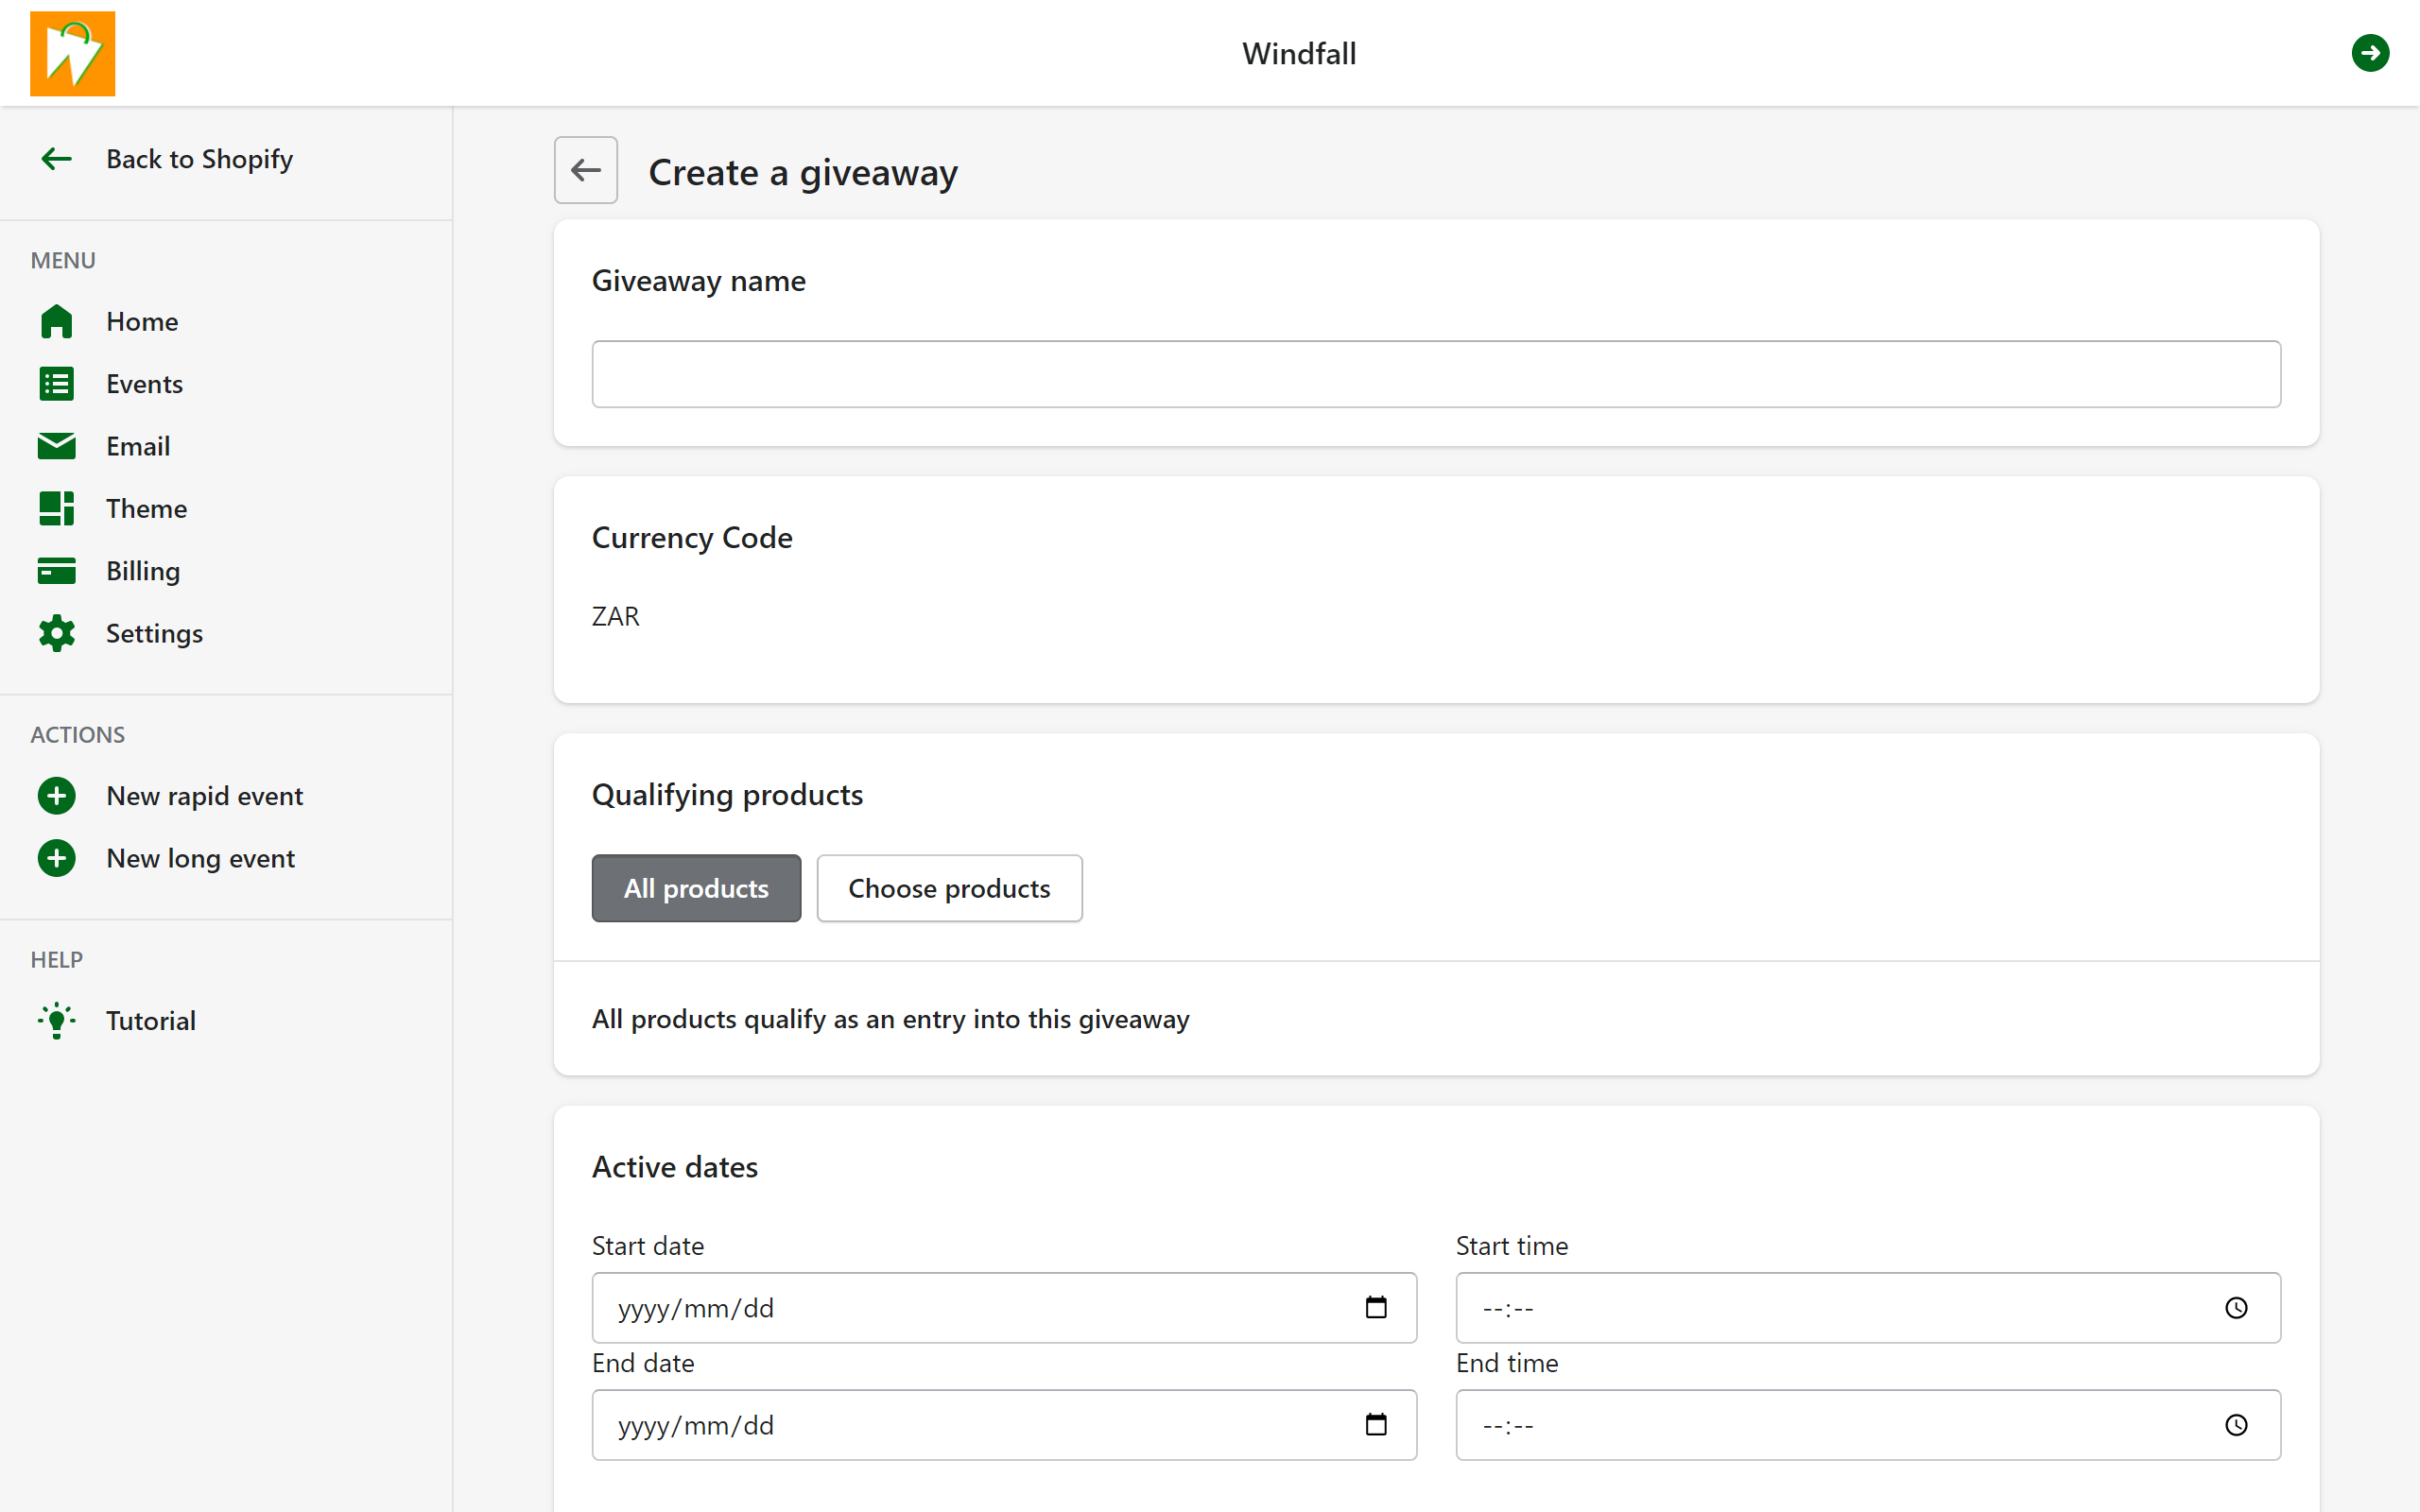 Windfall
Back to Shopify
MENU
Home
Events
Email
Theme
Billing
Settings
ACTIONS
New rapid event
New long event
HELP
Tutorial
Create a giveaway
Giveaway name
Currency Code
ZAR
Qualifying products
All products
Choose products
All products qualify as an entry into this giveaway
Active dates
Start date
Start time
yyyy/mm/dd
--:--
End date
End time
yyyy/mm/dd
--:--